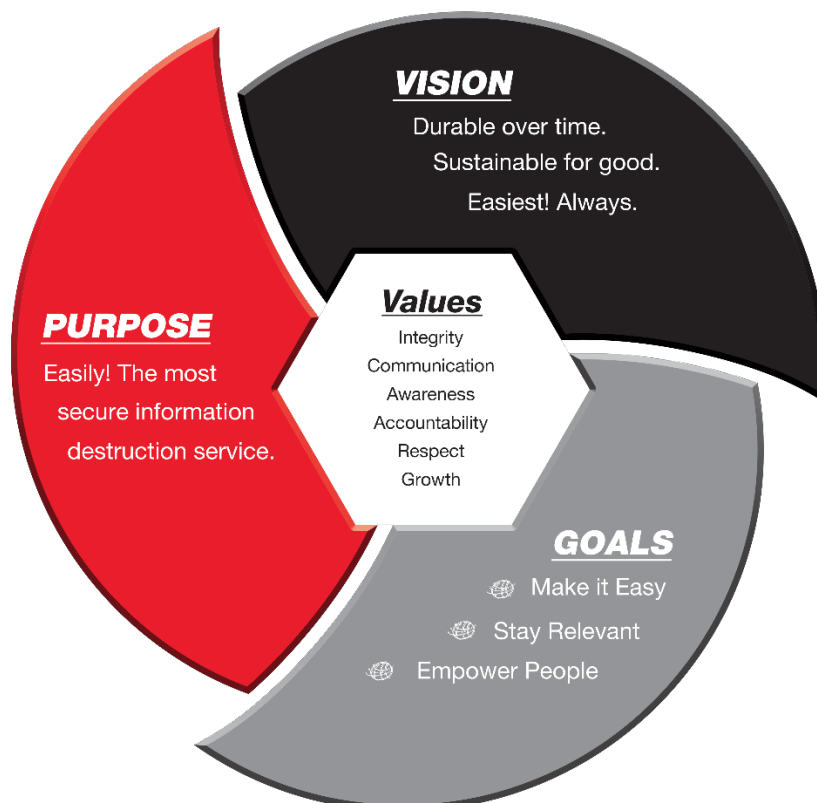 VISION
Durable over time.
Sustainable for good.
Easiest! Always.
PURPOSE
Easily! The most
secure information
destruction service.
Values
Integrity
Communication
Awareness
Accountability
Respect
Growth
GOALS
Make it Easy
Stay Relevant
Empower People